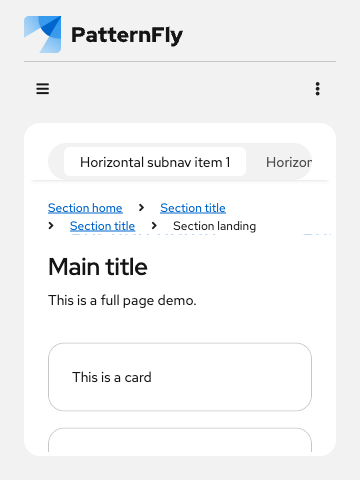 PatternFly
Horizontal subnav item 1 Horizon
Section home Section title
Section title Section landing
Main title
This is a full page demo.
This is a card